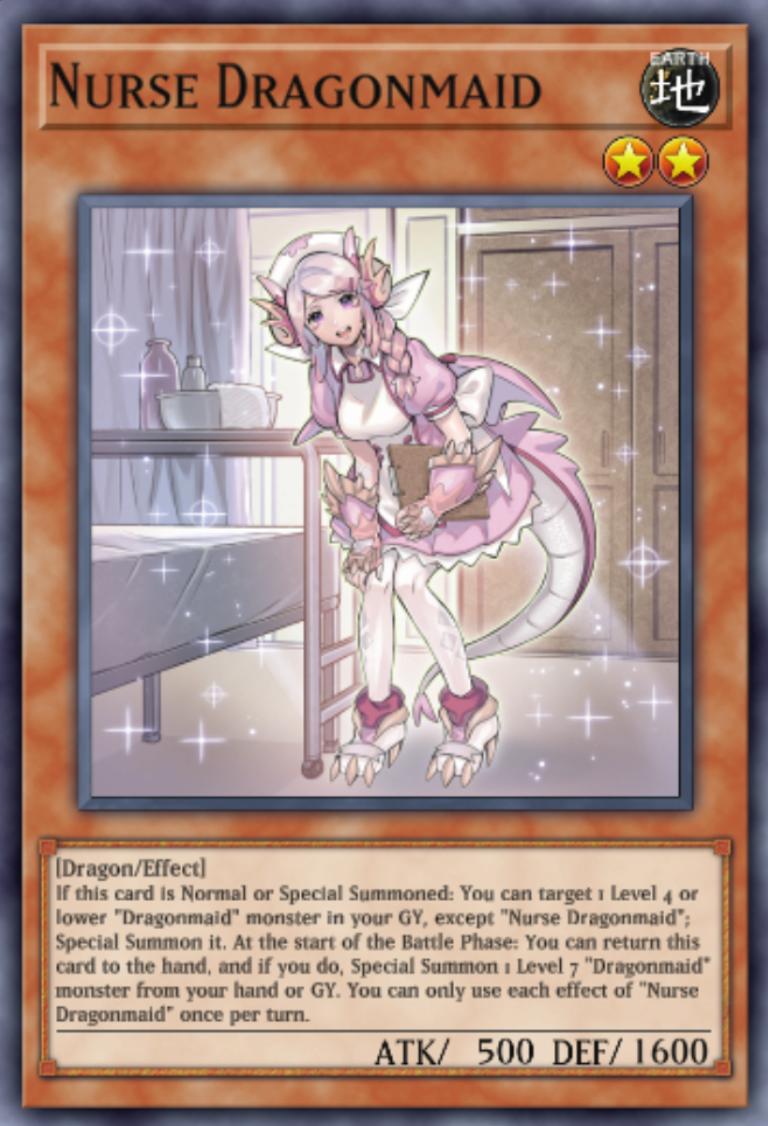 Nurse Dragonmaid
EARTH
地
[Dragon/Effect]
If this card is Normal or Special Summoned: You can target 1 Level 4 or
lower "Dragonmaid" monster in your GY, except "Nurse Dragonmaid";
Special Summon it. At the start of the Battle Phase: You can return this
card to the hand, and if you do, Special Summon 1 Level 7 "Dragonmaid"
monster from your hand or GY. You can only use each effect of "Nurse
Dragonmaid" once per turn.
ATK/ 500 DEF/ 1600